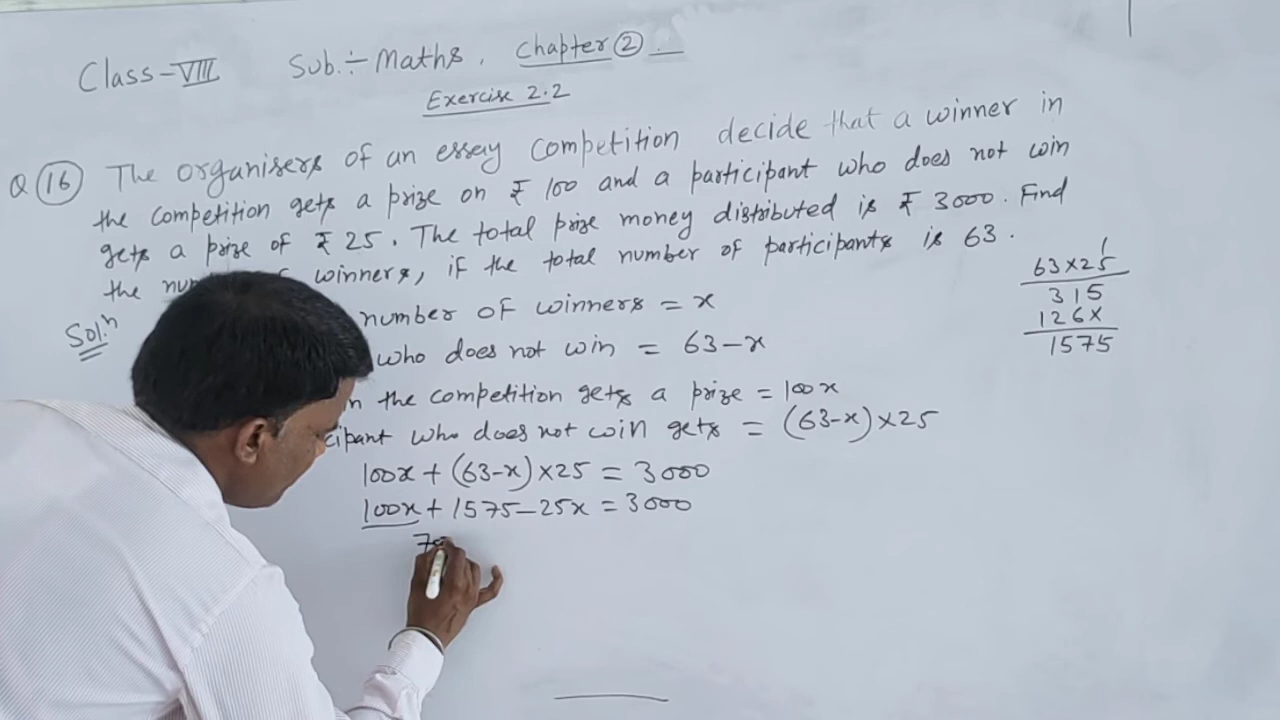 Class-VIII Sub.:- Maths, Chapter ②
Exercise 2.2
Q ⑯ The organisers of an essay competition decide that a winner in
the competition gets a prize on ₹ 100 and a participant who does not win
gets a prize of ₹ 25. The total prize money distributed is ₹ 3000. Find
the winners, if the total number of participants is 63.
Sol.ⁿ number of winners = x
who does not win = 63-x
the competition gets a prize = 100x
who does not win gets = (63-x)×25
100x + (63-x)×25 = 3000
100x + 1575-25x = 3000
63×25
315
126×
1575